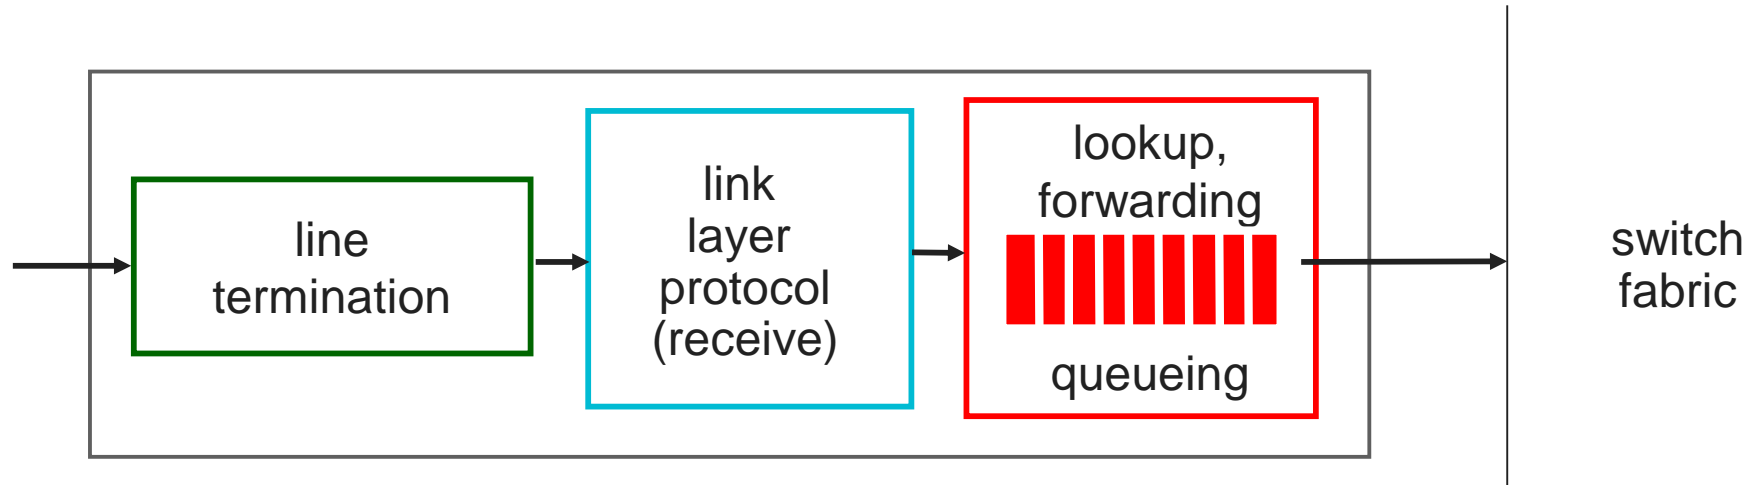 line
termination
link
layer
protocol
(receive)
lookup,
forwarding
queueing
switch
fabric